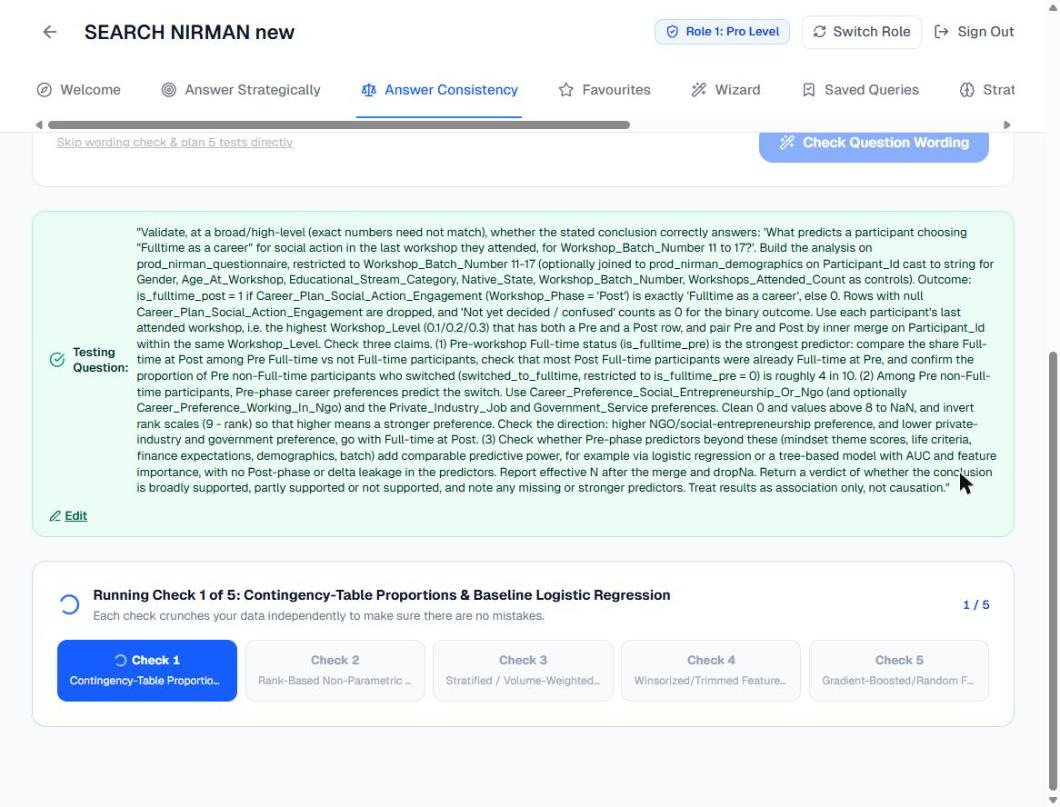 SEARCH NIRMAN new
Role 1: Pro Level
Switch Role
Sign Out
Welcome
Answer Strategically
Answer Consistency
Favourites
Wizard
Saved Queries
Strat
Skip wording check & plan 5 tests directly
Check Question Wording
Testing Question:
"Validate, at a broad/high-level (exact numbers need not match), whether the stated conclusion correctly answers: 'What predicts a participant choosing
"Fulltime as a career" for social action in the last workshop they attended, for Workshop_Batch_Number 11 to 17?'. Build the analysis on
prod_nirman_questionnaire, restricted to Workshop_Batch_Number 11-17 (optionally joined to prod_nirman_demographics on Participant_Id cast to string for
Gender, Age_At_Workshop, Educational_Stream_Category, Native_State, Workshop_Batch_Number, Workshops_Attended_Count as controls). Outcome:
is_fulltime_post = 1 if Career_Plan_Social_Action_Engagement (Workshop_Phase = 'Post') is exactly 'Fulltime as a career', else 0. Rows with null
Career_Plan_Social_Action_Engagement are dropped, and 'Not yet decided / confused' counts as 0 for the binary outcome. Use each participant's last
attended workshop, i.e. the highest Workshop_Level (0.1/0.2/0.3) that has both a Pre and a Post row, and pair Pre and Post by inner merge on Participant_Id
within the same Workshop_Level. Check three claims. (1) Pre-workshop Full-time status (is_fulltime_pre) is the strongest predictor: compare the share Full-
time at Post among Pre Full-time vs not Full-time participants, check that most Post Full-time participants were already Full-time at Pre, and confirm the
proportion of Pre non-Full-time participants who switched (switched_to_fulltime, restricted to is_fulltime_pre = 0) is roughly 4 in 10. (2) Among Pre non-Full-
time participants, Pre-phase career preferences predict the switch. Use Career_Preference_Social_Entrepreneurship_Or_Ngo (and optionally
Career_Preference_Working_In_Ngo) and the Private_Industry_Job and Government_Service preferences. Clean 0 and values above 8 to NaN, and invert
rank scales (9 - rank) so that higher means a stronger preference. Check the direction: higher NGO/social-entrepreneurship preference, and lower private-
industry and government preference, go with Full-time at Post. (3) Check whether Pre-phase predictors beyond these (mindset theme scores, life criteria,
finance expectations, demographics, batch) add comparable predictive power, for example via logistic regression or a tree-based model with AUC and feature
importance, with no Post-phase or delta leakage in the predictors. Report effective N after the merge and dropNa. Return a verdict of whether the conclusion
is broadly supported, partly supported or not supported, and note any missing or stronger predictors. Treat results as association only, not causation."
Edit
Running Check 1 of 5: Contingency-Table Proportions & Baseline Logistic Regression
Each check crunches your data independently to make sure there are no mistakes.
1 / 5
Check 1
Contingency-Table Proportio...
Check 2
Rank-Based Non-Parametric ...
Check 3
Stratified / Volume-Weighted...
Check 4
Winsorized/Trimmed Feature...
Check 5
Gradient-Boosted/Random F...